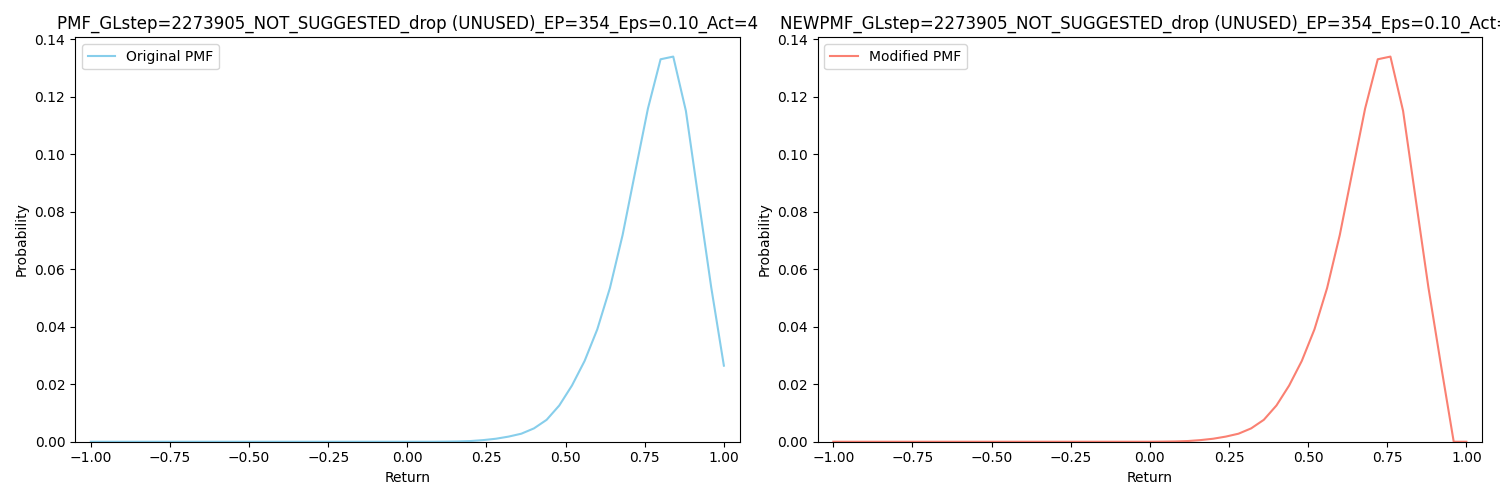 PMF_GLstep=2273905_NOT_SUGGESTED_drop (UNUSED)_EP=354_Eps=0.10_Act=4
Original PMF
Probability
0.14
0.12
0.10
0.08
0.06
0.04
0.02
0.00
−1.00 −0.75 −0.50 −0.25 0.00 0.25 0.50 0.75 1.00
Return
NEWPMF_GLstep=2273905_NOT_SUGGESTED_drop (UNUSED)_EP=354_Eps=0.10_Act=
Modified PMF
Probability
0.14
0.12
0.10
0.08
0.06
0.04
0.02
0.00
−1.00 −0.75 −0.50 −0.25 0.00 0.25 0.50 0.75 1.00
Return